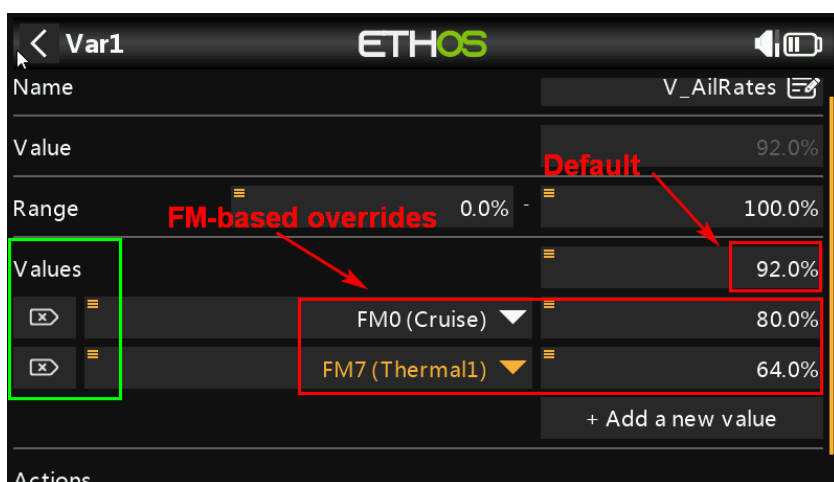 Var1
ETHOS
Name
V_AilRates
Value
92.0%
Default
Range
0.0%
-
100.0%
FM-based overrides
Values
92.0%
FM0 (Cruise)
80.0%
FM7 (Thermal1)
64.0%
+ Add a new value
Actions